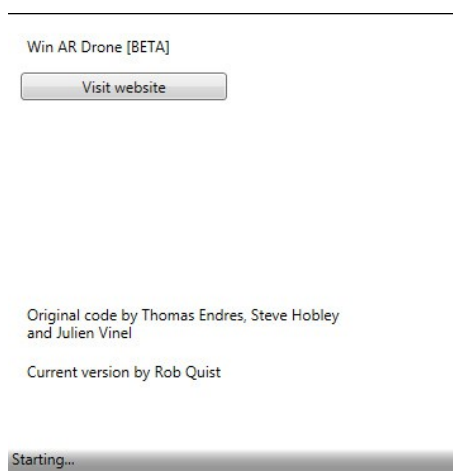 Win AR Drone [BETA]
Visit website
Original code by Thomas Endres, Steve Hobley
and Julien Vinel
Current version by Rob Quist
Starting...